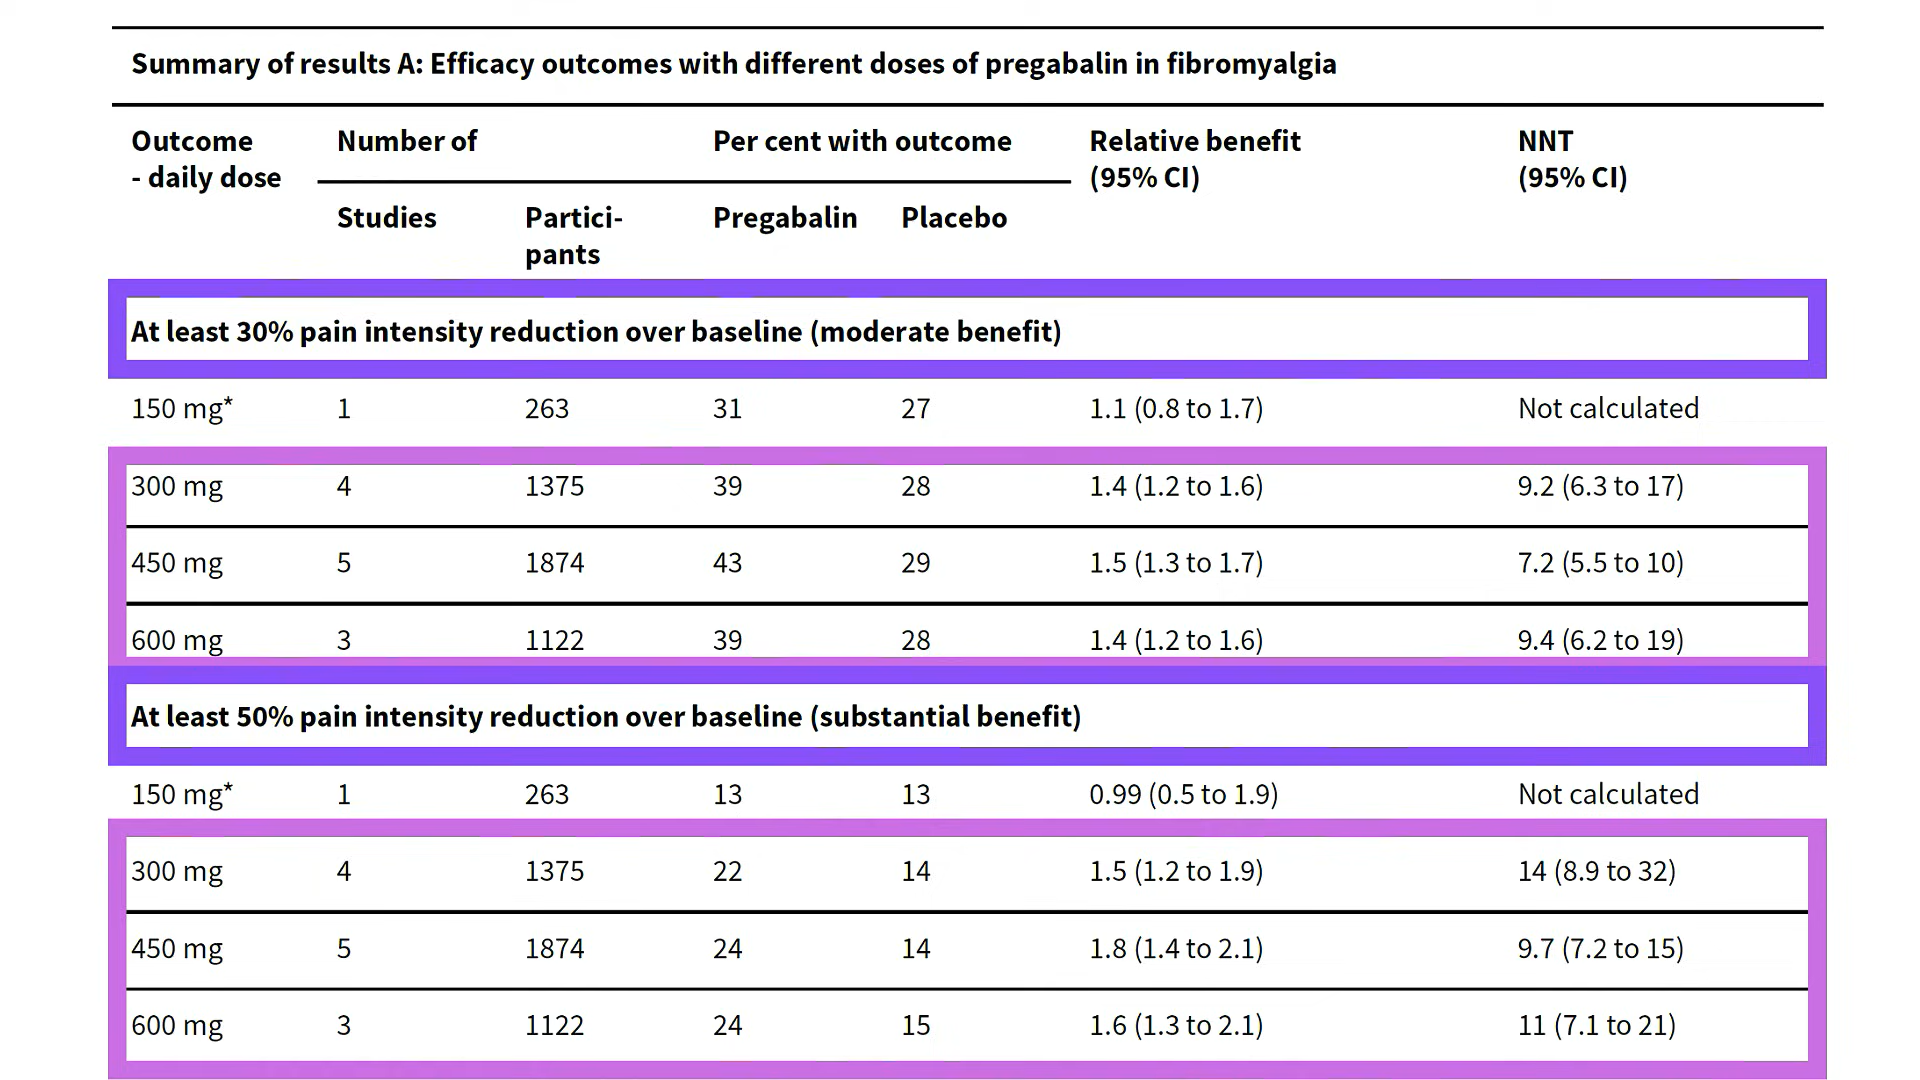 Summary of results A: Efficacy outcomes with different doses of pregabalin in fibromyalgia
Outcome - daily dose Number of Per cent with outcome Relative benefit (95% CI) NNT (95% CI)
Studies Partici-pants Pregabalin Placebo
At least 30% pain intensity reduction over baseline (moderate benefit)
150 mg* 1 263 31 27 1.1 (0.8 to 1.7) Not calculated
300 mg 4 1375 39 28 1.4 (1.2 to 1.6) 9.2 (6.3 to 17)
450 mg 5 1874 43 29 1.5 (1.3 to 1.7) 7.2 (5.5 to 10)
600 mg 3 1122 39 28 1.4 (1.2 to 1.6) 9.4 (6.2 to 19)
At least 50% pain intensity reduction over baseline (substantial benefit)
150 mg* 1 263 13 13 0.99 (0.5 to 1.9) Not calculated
300 mg 4 1375 22 14 1.5 (1.2 to 1.9) 14 (8.9 to 32)
450 mg 5 1874 24 14 1.8 (1.4 to 2.1) 9.7 (7.2 to 15)
600 mg 3 1122 24 15 1.6 (1.3 to 2.1) 11 (7.1 to 21)